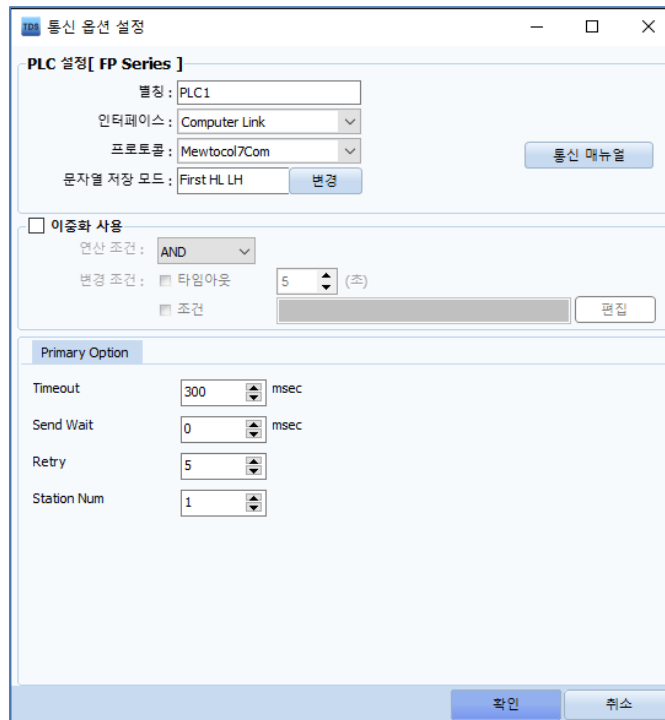 TDS 통신 옵션 설정
PLC 설정[ FP Series ]
별칭 : PLC1
인터페이스 : Computer Link
프로토콜 : Mewtocol7Com
통신 매뉴얼
문자열 저장 모드 : First HL LH 변경
이중화 사용
연산 조건 : AND
변경 조건 : 타임아웃 5 (초)
조건 편집
Primary Option
Timeout 300 msec
Send Wait 0 msec
Retry 5
Station Num 1
확인 취소